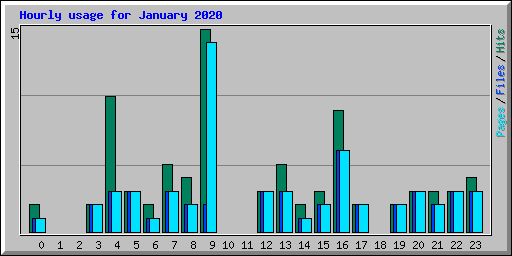 Hourly usage for January 2020
15
Pages/Files/Hits
0 1 2 3 4 5 6 7 8 9 10 11 12 13 14 15 16 17 18 19 20 21 22 23